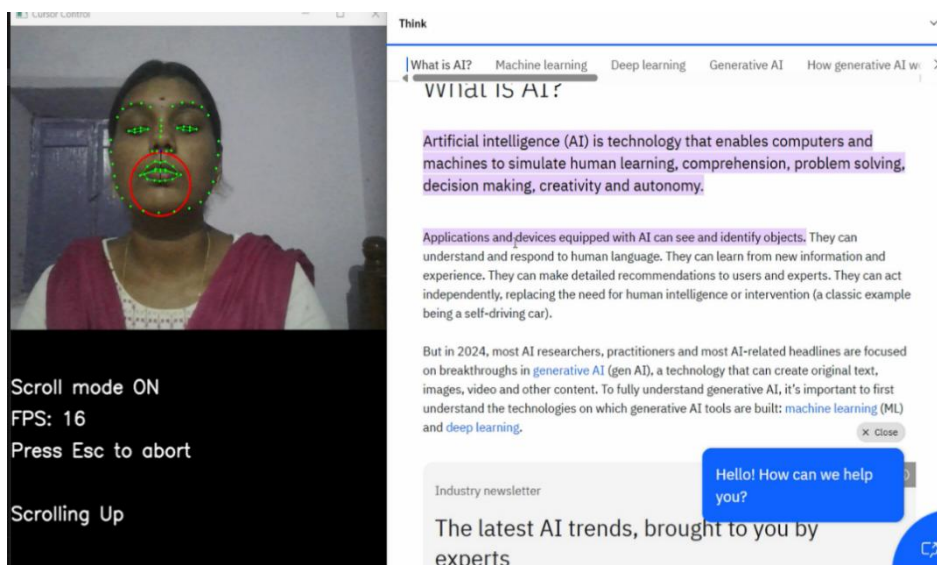 Cursor Control
Scroll mode ON
FPS: 16
Press Esc to abort
Scrolling Up
Think
What is AI? Machine learning Deep learning Generative AI How generative AI w
What is AI?
Artificial intelligence (AI) is technology that enables computers and
machines to simulate human learning, comprehension, problem solving,
decision making, creativity and autonomy.
Applications and devices equipped with AI can see and identify objects. They can
understand and respond to human language. They can learn from new information and
experience. They can make detailed recommendations to users and experts. They can act
independently, replacing the need for human intelligence or intervention (a classic example
being a self-driving car).
But in 2024, most AI researchers, practitioners and most AI-related headlines are focused
on breakthroughs in generative AI (gen AI), a technology that can create original text,
images, video and other content. To fully understand generative AI, it's important to first
understand the technologies on which generative AI tools are built: machine learning (ML)
and deep learning.
× Close
Hello! How can we help
you?
Industry newsletter
The latest AI trends, brought to you by
experts